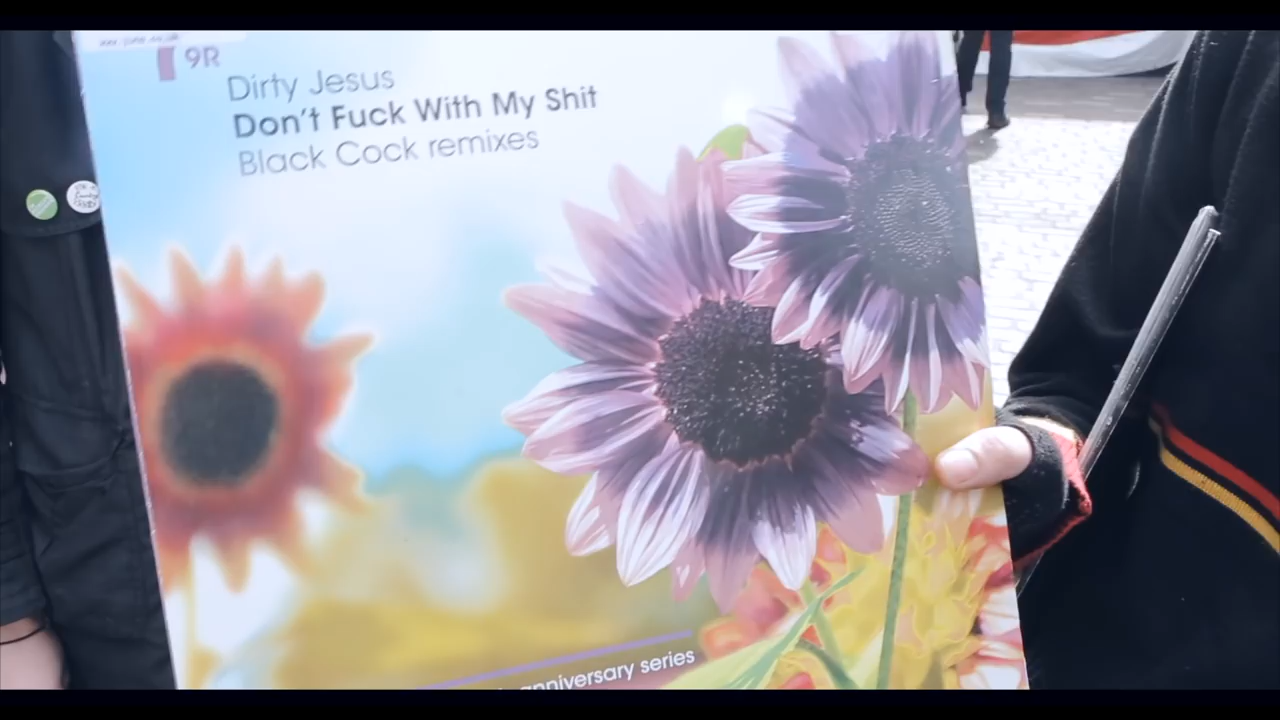 9R
Dirty Jesus
Don't Fuck With My Shit
Black Cock remixes
anniversary series